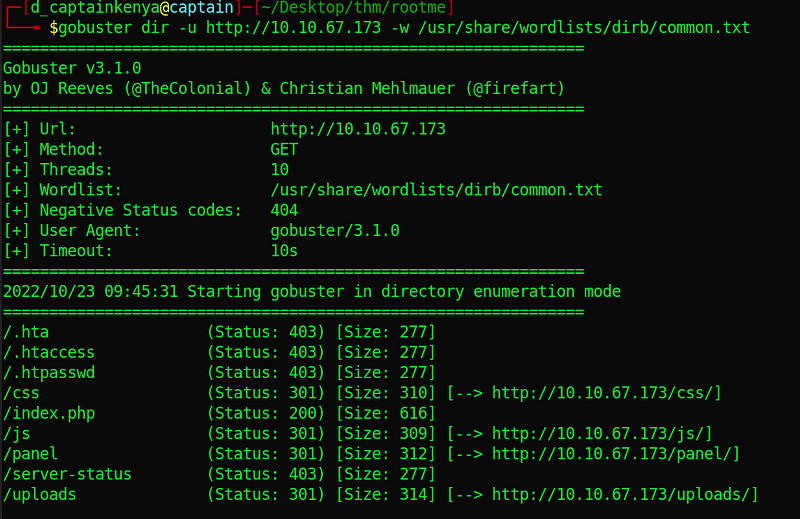 [d_captainkenya@captain]─[~/Desktop/thm/rootme]
$gobuster dir -u http://10.10.67.173 -w /usr/share/wordlists/dirb/common.txt
===============================================================
Gobuster v3.1.0
by OJ Reeves (@TheColonial) & Christian Mehlmauer (@firefart)
===============================================================
[+] Url:                     http://10.10.67.173
[+] Method:                  GET
[+] Threads:                 10
[+] Wordlist:                /usr/share/wordlists/dirb/common.txt
[+] Negative Status codes:   404
[+] User Agent:              gobuster/3.1.0
[+] Timeout:                 10s
===============================================================
2022/10/23 09:45:31 Starting gobuster in directory enumeration mode
===============================================================
/.hta                 (Status: 403) [Size: 277]
/.htaccess            (Status: 403) [Size: 277]
/.htpasswd            (Status: 403) [Size: 277]
/css                  (Status: 301) [Size: 310] [--> http://10.10.67.173/css/]
/index.php            (Status: 200) [Size: 616]
/js                   (Status: 301) [Size: 309] [--> http://10.10.67.173/js/]
/panel                (Status: 301) [Size: 312] [--> http://10.10.67.173/panel/]
/server-status        (Status: 403) [Size: 277]
/uploads              (Status: 301) [Size: 314] [--> http://10.10.67.173/uploads/]